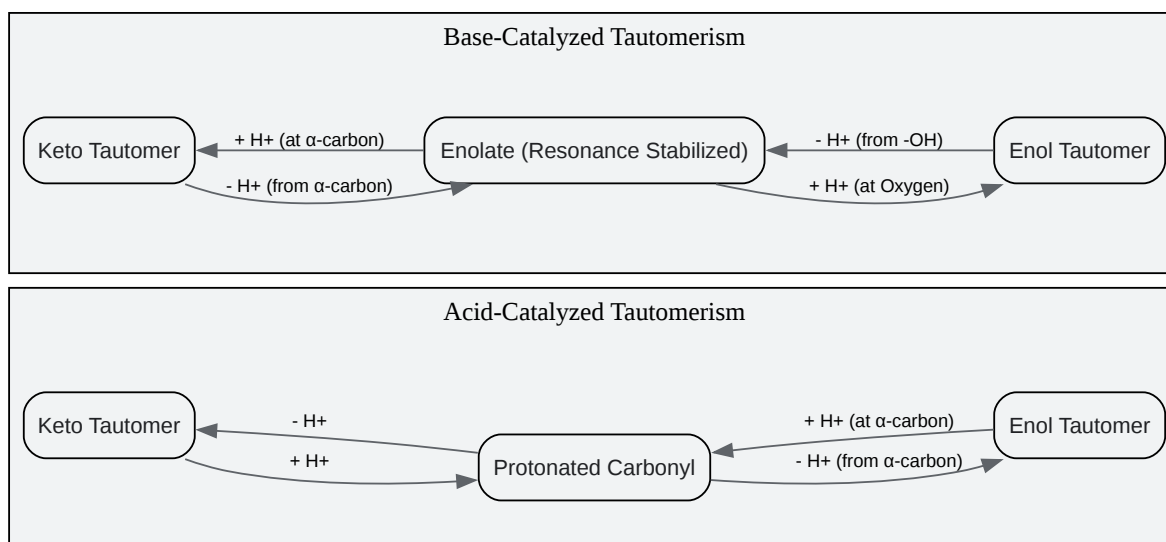 Base-Catalyzed Tautomerism
Keto Tautomer
+ H+ (at α-carbon)
- H+ (from α-carbon)
Enolate (Resonance Stabilized)
- H+ (from -OH)
+ H+ (at Oxygen)
Enol Tautomer
Acid-Catalyzed Tautomerism
Keto Tautomer
- H+
+ H+
Protonated Carbonyl
+ H+ (at α-carbon)
- H+ (from α-carbon)
Enol Tautomer